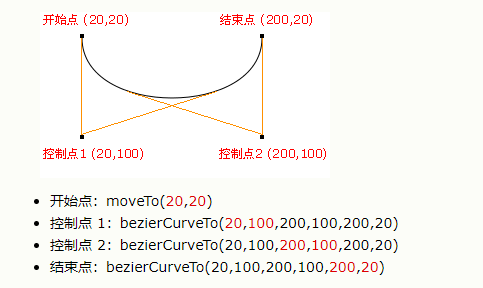 开始点 (20,20) 结束点 (200,20)
控制点1 (20,100) 控制点2 (200,100)
开始点：moveTo(20,20)
控制点 1：bezierCurveTo(20,100,200,100,200,20)
控制点 2：bezierCurveTo(20,100,200,100,200,20)
结束点：bezierCurveTo(20,100,200,100,200,20)